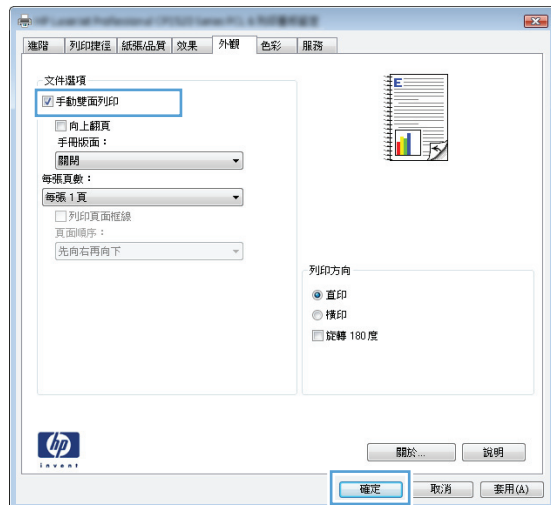 進階 列印捷徑 紙張/品質 效果 外觀 色彩 服務
文件選項
手動雙面列印
向上翻頁
手冊版面：
關閉
每張頁數：
每張 1 頁
列印頁面框線
頁面順序：
先向右再向下
E
列印方向
直印
橫印
旋轉 180 度
hp
invent
關於... 說明
確定 取消 套用(A)